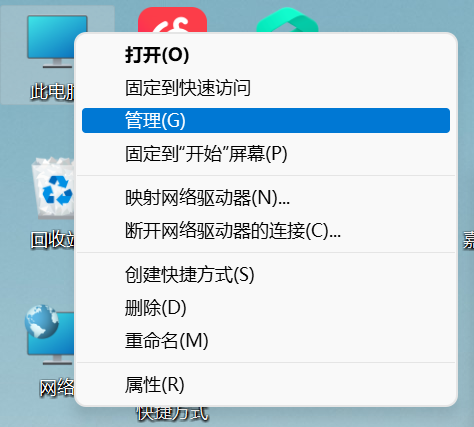 打开(O)
固定到快速访问
管理(G)
固定到“开始”屏幕(P)
映射网络驱动器(N)...
断开网络驱动器的连接(C)...
创建快捷方式(S)
删除(D)
重命名(M)
属性(R)
此电脑
回收站
网络
快捷方式